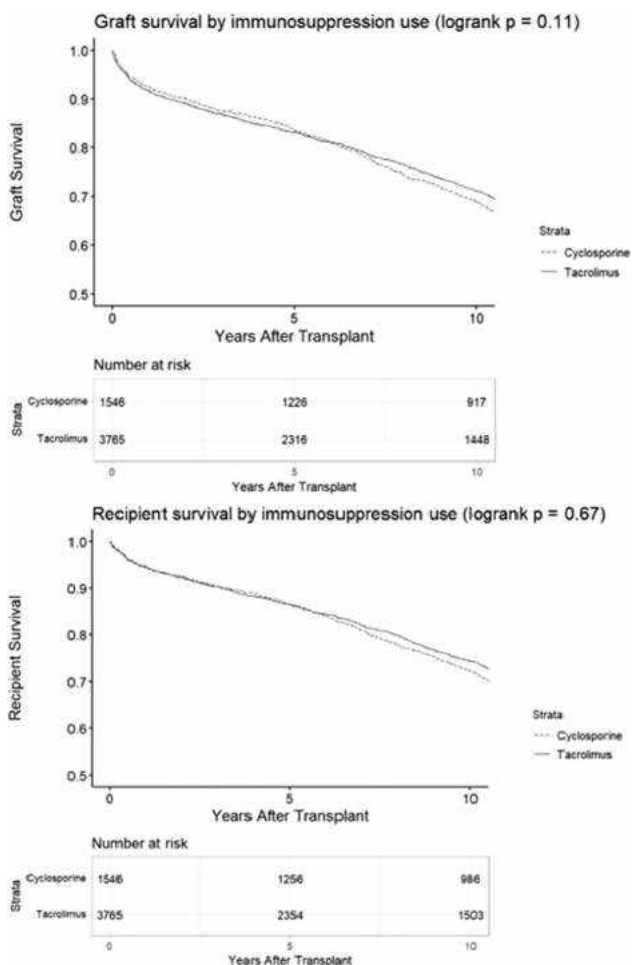 Graft survival by immunosuppression use (logrank p = 0.11)
1.0
0.9
0.8
0.7
0.6
0.5
Graft Survival
0 5 10
Years After Transplant
Strata
Cyclosporine
Tacrolimus
Number at risk
Strata
Cyclosporine 1546 1226 917
Tacrolimus 3765 2316 1448
0 5 10
Years After Transplant
Recipient survival by immunosuppression use (logrank p = 0.67)
1.0
0.9
0.8
0.7
0.6
0.5
Recipient Survival
0 5 10
Years After Transplant
Strata
Cyclosporine
Tacrolimus
Number at risk
Strata
Cyclosporine 1546 1256 986
Tacrolimus 3765 2354 1503
0 5 10
Years After Transplant